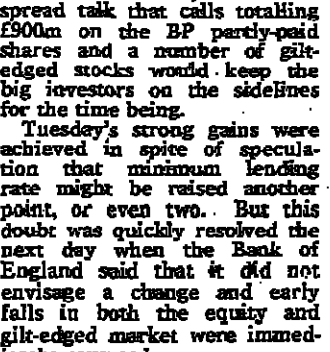 spread talk that calls totalling
£900m on the BP partly-paid
shares and a number of gilt-
edged stocks would keep the
big investors on the sidelines
for the time being.
Tuesday's strong gains were
achieved in spite of specula-
tion that minimum lending
rate might be raised another
point, or even two. But this
doubt was quickly resolved the
next day when the Bank of
England said that it did not
envisage a change and early
falls in both the equity and
gilt-edged market were immed-